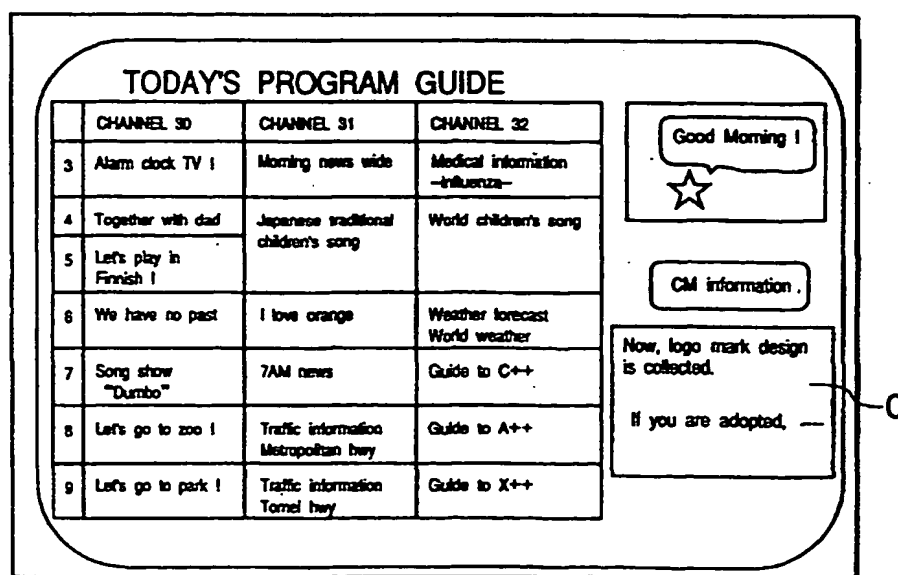 TODAY'S PROGRAM GUIDE
CHANNEL 30 CHANNEL 31 CHANNEL 32
3 Alarm clock TV ! Morning news wide Medical information
-influenza-
4 Together with dad Japanese traditional World children's song
children's song
5 Let's play in
Finnish !
6 We have no past I love orange Weather forecast
World weather
7 Song show 7AM news Guide to C++
"Dumbo"
8 Let's go to zoo ! Traffic information Guide to A++
Metropolitan hwy
9 Let's go to park ! Traffic information Guide to X++
Tomei hwy
Good Morning !
CM information .
Now, logo mark design
is collected.
If you are adopted, —
C